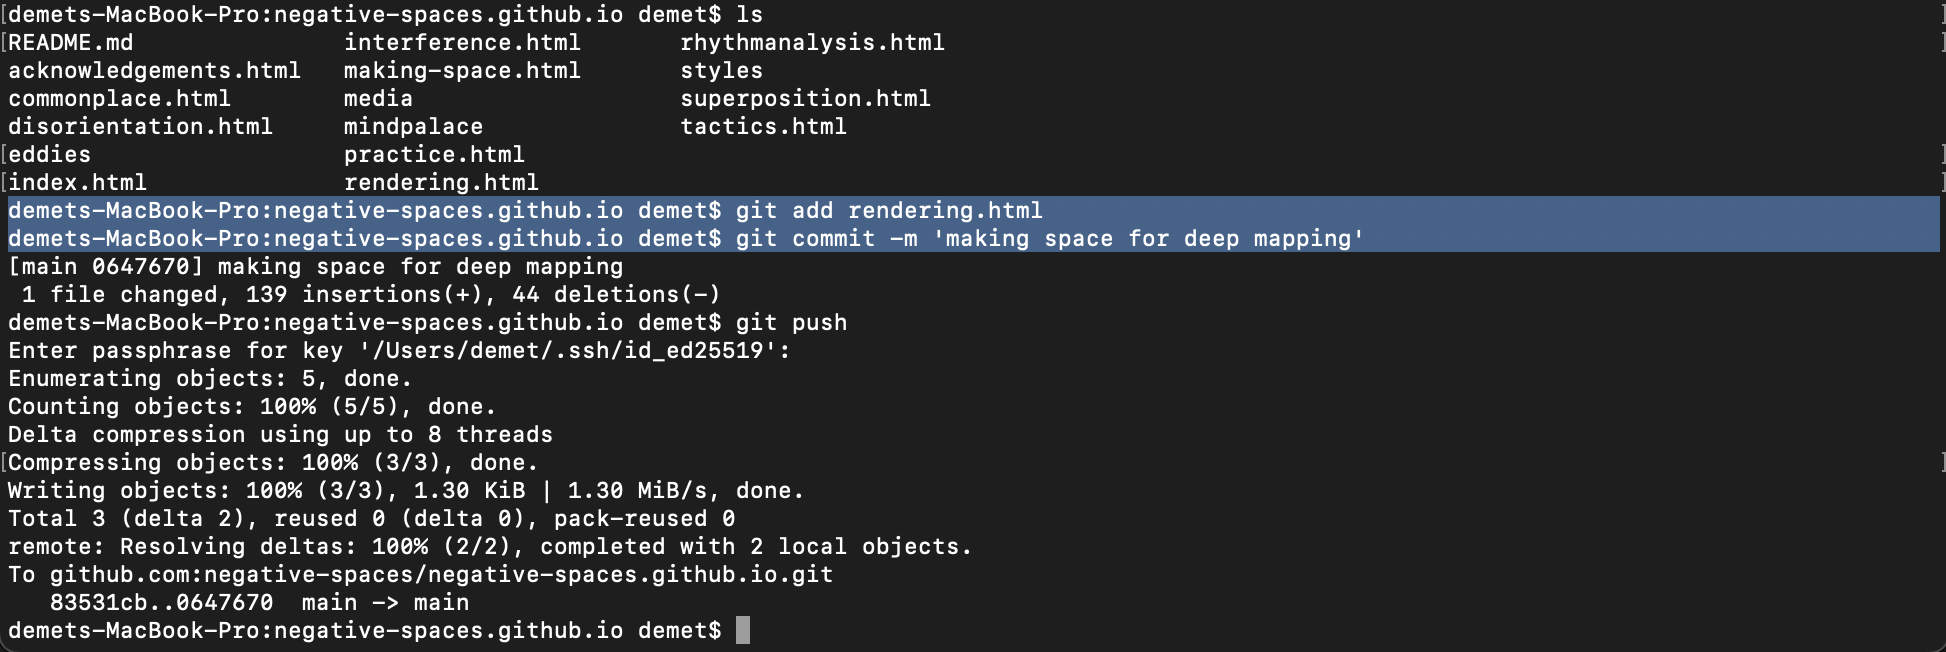 [demets-MacBook-Pro:negative-spaces.github.io demet$ ls ]
[README.md interference.html rhythmanalysis.html ]
acknowledgements.html making-space.html styles
commonplace.html media superposition.html
disorientation.html mindpalace tactics.html
[eddies practice.html ]
[index.html rendering.html ]
demets-MacBook-Pro:negative-spaces.github.io demet$ git add rendering.html
demets-MacBook-Pro:negative-spaces.github.io demet$ git commit -m 'making space for deep mapping'
[main 0647670] making space for deep mapping
1 file changed, 139 insertions(+), 44 deletions(-)
demets-MacBook-Pro:negative-spaces.github.io demet$ git push
Enter passphrase for key '/Users/demet/.ssh/id_ed25519':
Enumerating objects: 5, done.
Counting objects: 100% (5/5), done.
Delta compression using up to 8 threads
[Compressing objects: 100% (3/3), done. ]
Writing objects: 100% (3/3), 1.30 KiB | 1.30 MiB/s, done.
Total 3 (delta 2), reused 0 (delta 0), pack-reused 0
remote: Resolving deltas: 100% (2/2), completed with 2 local objects.
To github.com:negative-spaces/negative-spaces.github.io.git
83531cb..0647670 main -> main
demets-MacBook-Pro:negative-spaces.github.io demet$